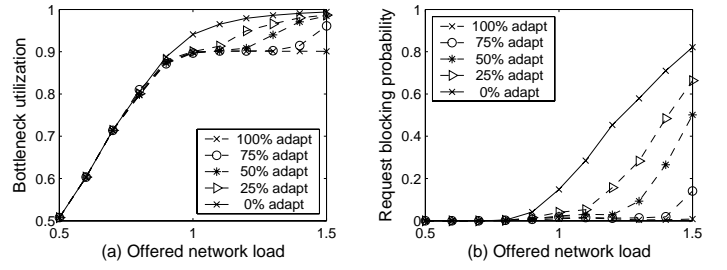 Bottleneck utilization
1
0.9
0.8
0.7
0.6
0.5
0.5
1
1.5
100% adapt
75% adapt
50% adapt
25% adapt
0% adapt
(a) Offered network load
Request blocking probability
1
0.8
0.6
0.4
0.2
0
0.5
1
1.5
100% adapt
75% adapt
50% adapt
25% adapt
0% adapt
(b) Offered network load